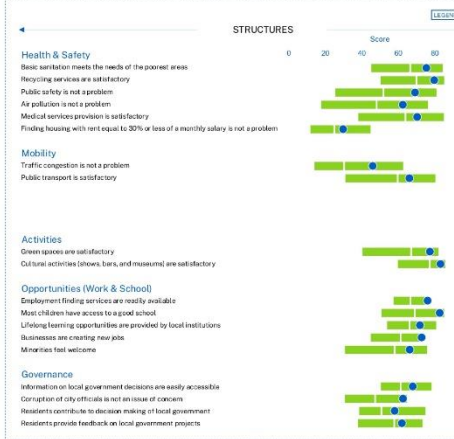 LEGEN
STRUCTURES
Score
Health & Safety
0 20 40 60 80
Basic sanitation meets the needs of the poorest areas
Recycling services are satisfactory
Public safety is not a problem
Air pollution is not a problem
Medical services provision is satisfactory
Finding housing with rent equal to 30% or less of a monthly salary is not a problem
Mobility
Traffic congestion is not a problem
Public transport is satisfactory
Activities
Green spaces are satisfactory
Cultural activities (shows, bars, and museums) are satisfactory
Opportunities (Work & School)
Employment finding services are readily available
Most children have access to a good school
Lifelong learning opportunities are provided by local institutions
Businesses are creating new jobs
Minorities feel welcome
Governance
Information on local government decisions are easily accessible
Corruption of city officials is not an issue of concern
Residents contribute to decision making of local government
Residents provide feedback on local government projects